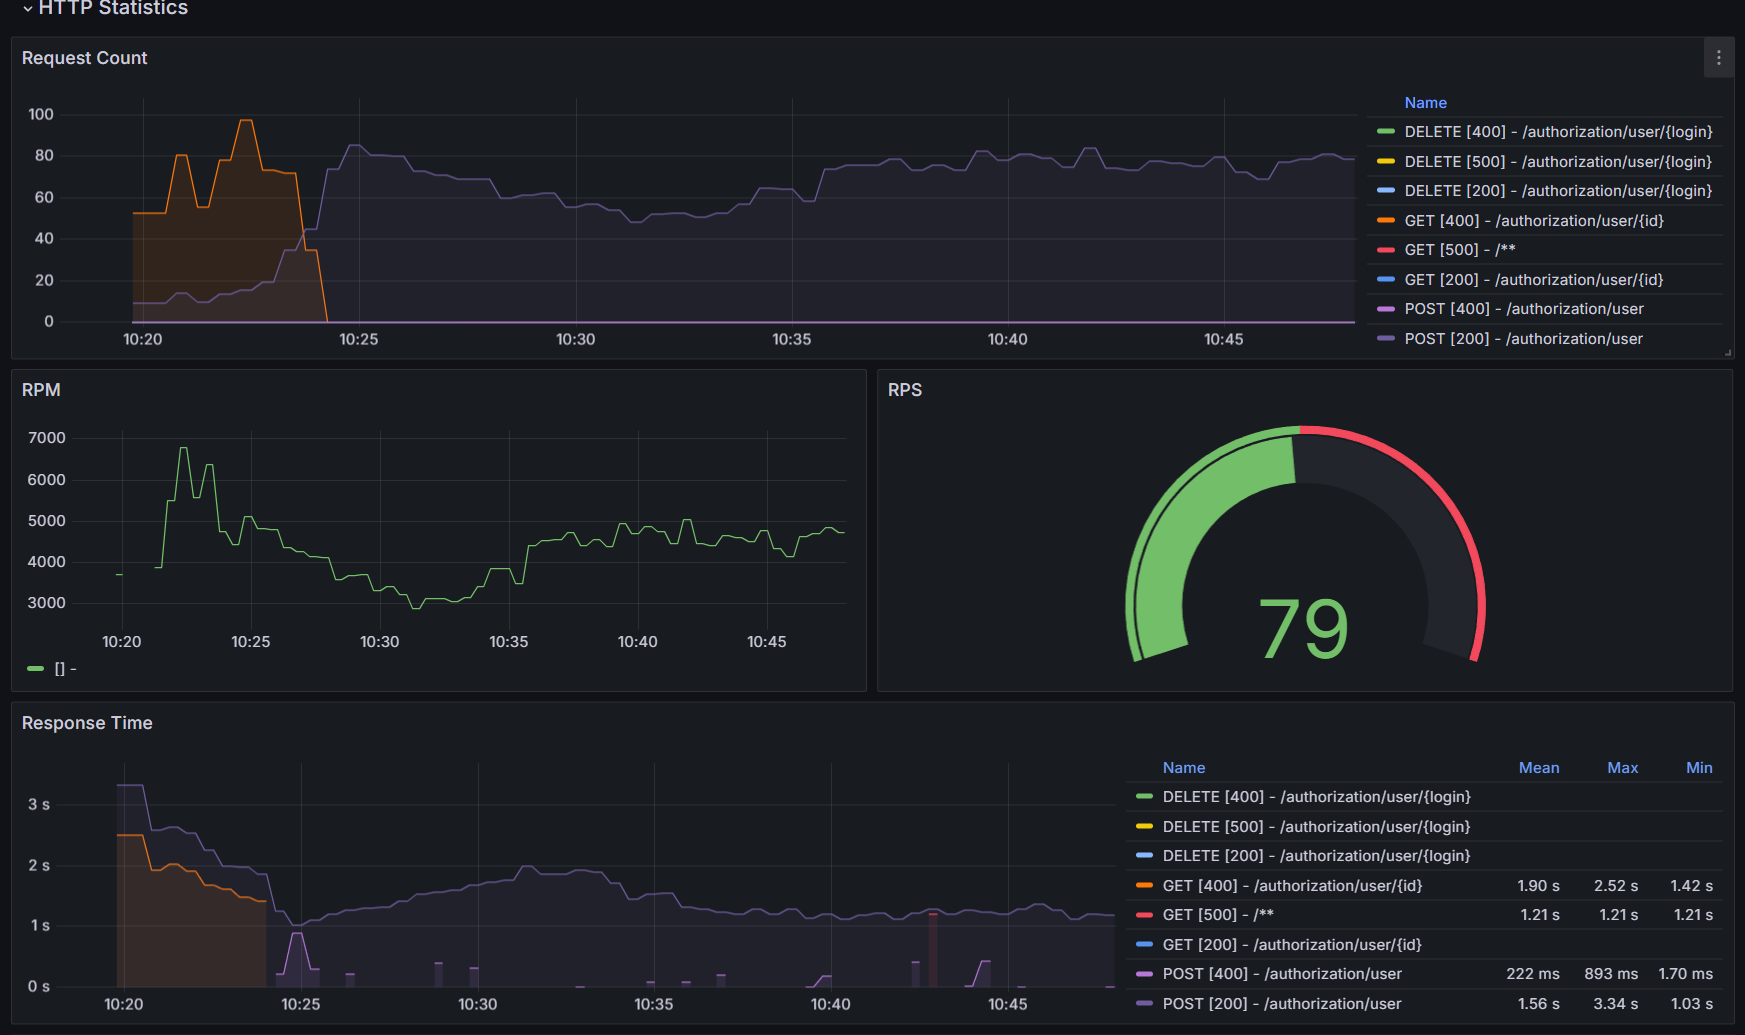 HTTP Statistics
Request Count
100
80
60
40
20
0
10:20 10:25 10:30 10:35 10:40 10:45
Name
DELETE [400] - /authorization/user/{login}
DELETE [500] - /authorization/user/{login}
DELETE [200] - /authorization/user/{login}
GET [400] - /authorization/user/{id}
GET [500] - /**
GET [200] - /authorization/user/{id}
POST [400] - /authorization/user
POST [200] - /authorization/user
RPM
7000
6000
5000
4000
3000
10:20 10:25 10:30 10:35 10:40 10:45
[] -
RPS
79
Response Time
3 s
2 s
1 s
0 s
10:20 10:25 10:30 10:35 10:40 10:45
Name Mean Max Min
DELETE [400] - /authorization/user/{login}
DELETE [500] - /authorization/user/{login}
DELETE [200] - /authorization/user/{login}
GET [400] - /authorization/user/{id} 1.90 s 2.52 s 1.42 s
GET [500] - /** 1.21 s 1.21 s 1.21 s
GET [200] - /authorization/user/{id}
POST [400] - /authorization/user 222 ms 893 ms 1.70 ms
POST [200] - /authorization/user 1.56 s 3.34 s 1.03 s